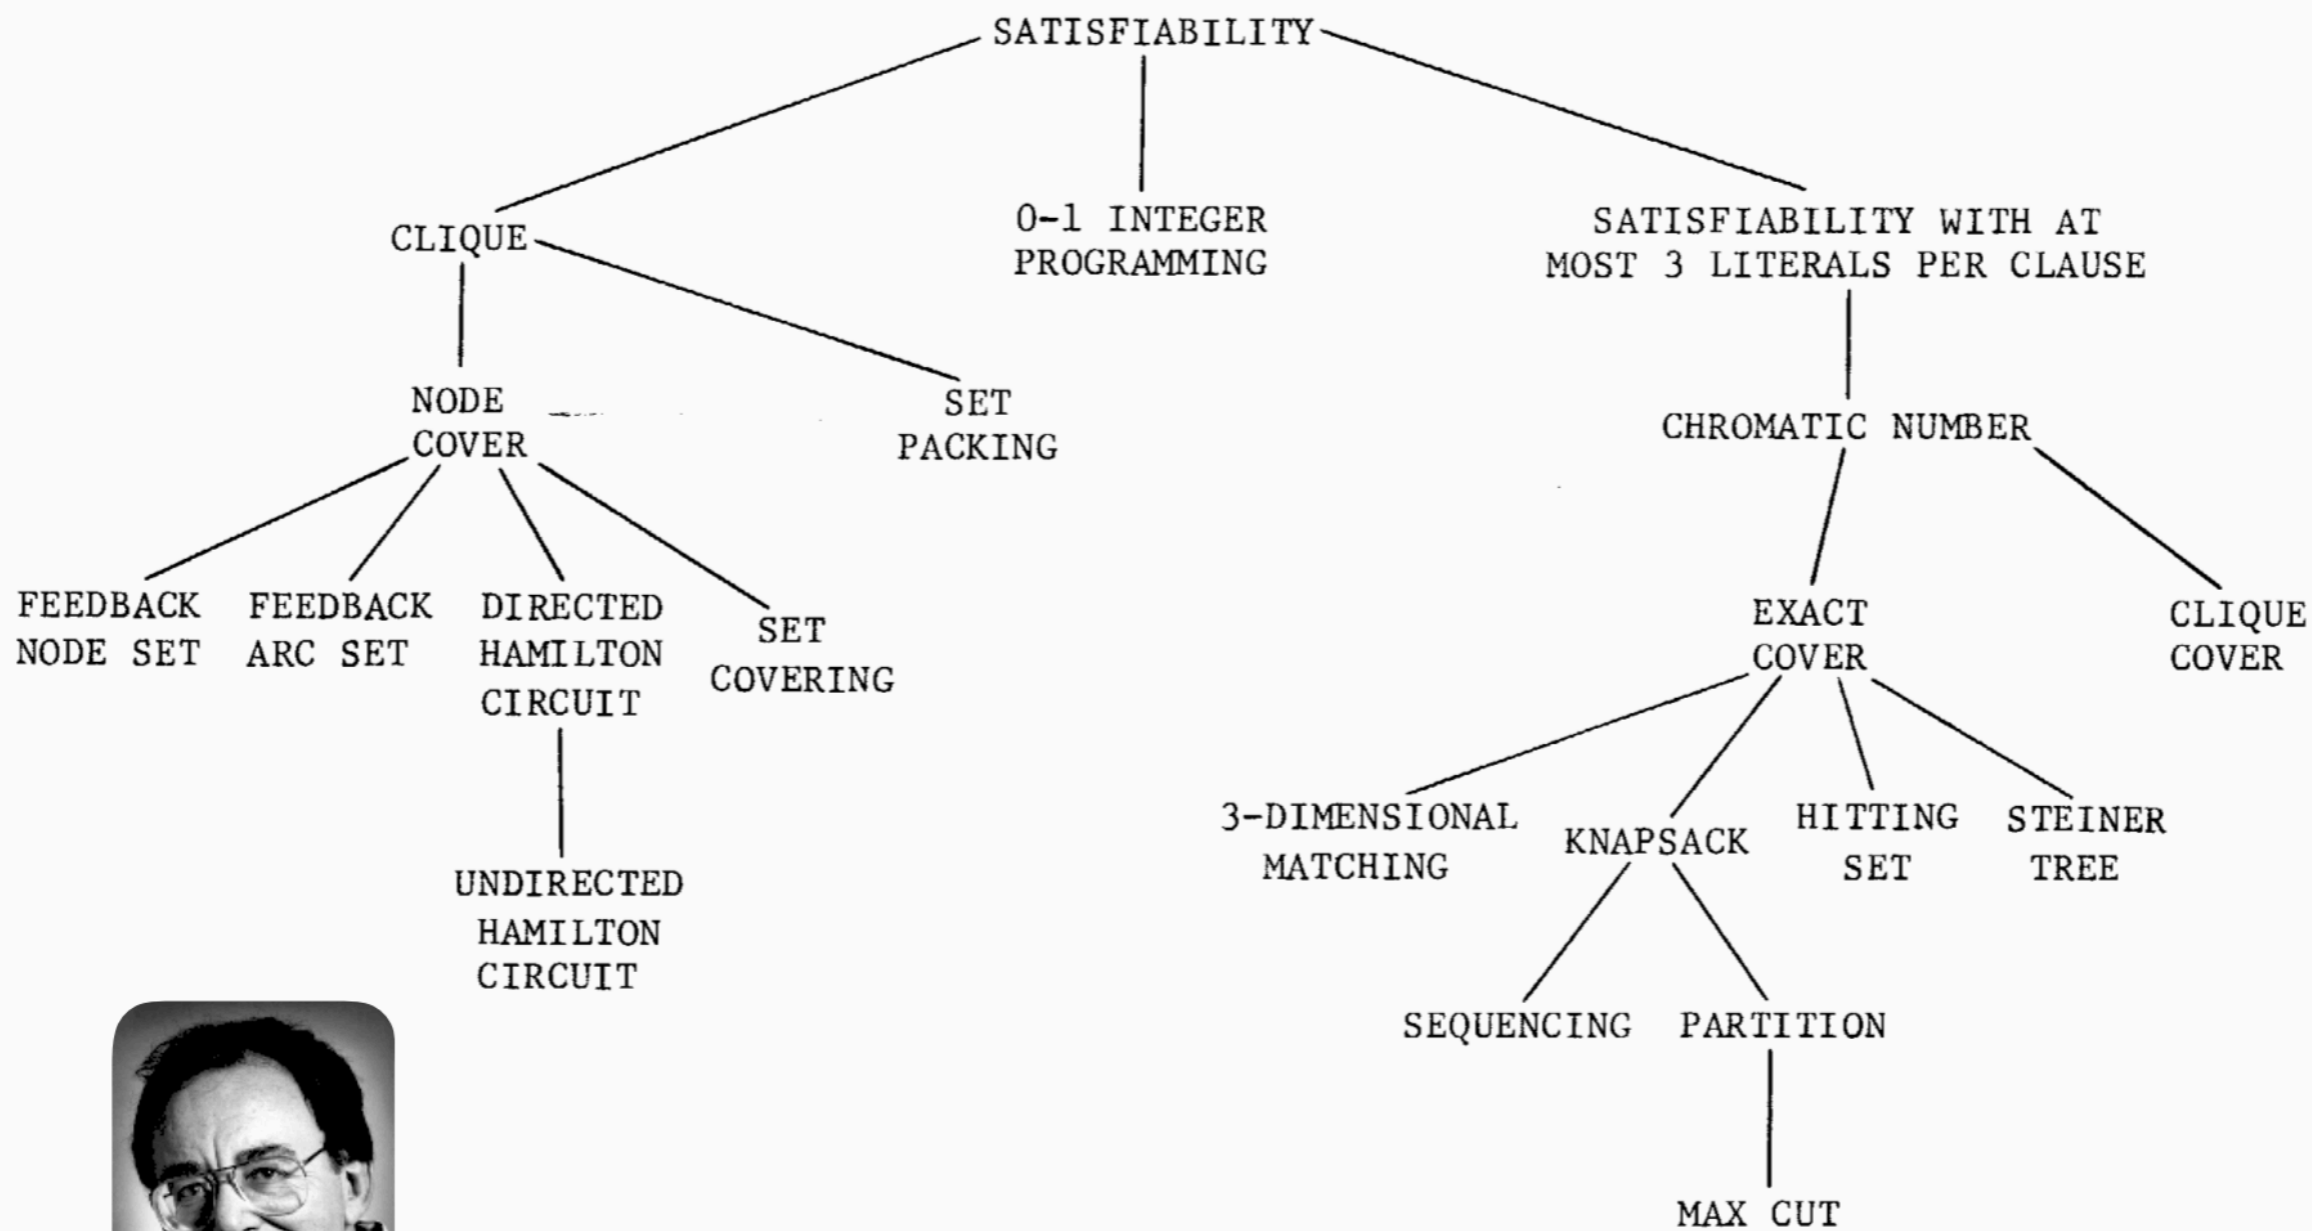 SATISFIABILITY
CLIQUE
0-1 INTEGER
PROGRAMMING
SATISFIABILITY WITH AT
MOST 3 LITERALS PER CLAUSE
NODE
COVER
SET
PACKING
CHROMATIC NUMBER
FEEDBACK
NODE SET
FEEDBACK
ARC SET
DIRECTED
HAMILTON
CIRCUIT
SET
COVERING
EXACT
COVER
CLIQUE
COVER
UNDIRECTED
HAMILTON
CIRCUIT
3-DIMENSIONAL
MATCHING
KNAPSACK
HITTING
SET
STEINER
TREE
SEQUENCING
PARTITION
MAX CUT